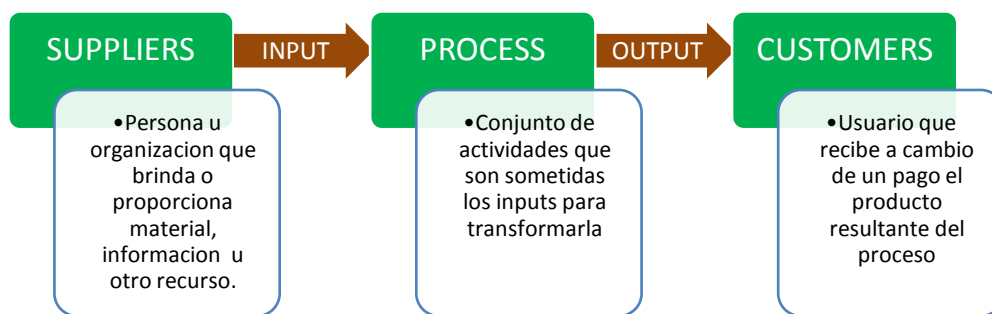 SUPPLIERS
INPUT
PROCESS
OUTPUT
CUSTOMERS
•Persona u
organizacion que
brinda o
proporciona
material,
informacion u
otro recurso.
•Conjunto de
actividades que
son sometidas
los inputs para
transformarla
•Usuario que
recibe a cambio
de un pago el
producto
resultante del
proceso